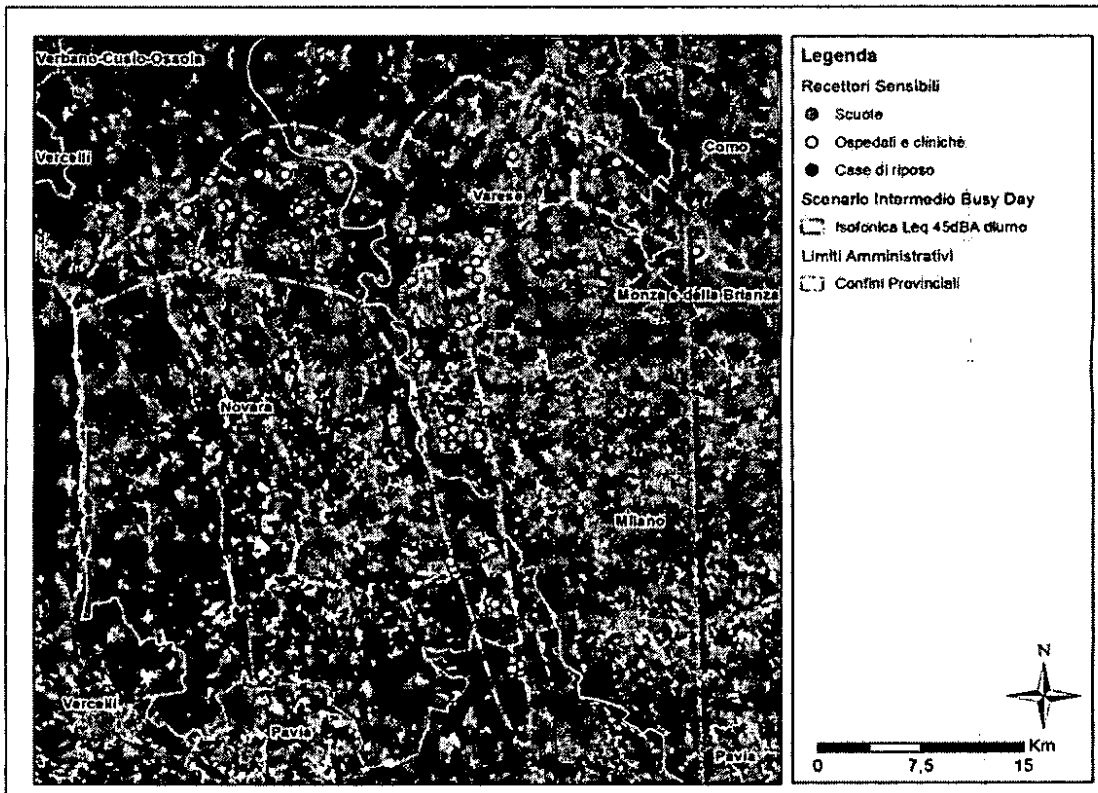 Verbano-Cusio-Ossola
Vercelli
Como
Varese
Monza e della Brianza
Novara
Milano
Vercelli
Pavia
Pavia
Legenda
Recettori Sensibili
Scuole
Ospedali e cliniche
Case di riposo
Scenario Intermedio Busy Day
Isofonica Leq 45dBA diurno
Limiti Amministrativi
Confini Provinciali
N
Km
0 7,5 15